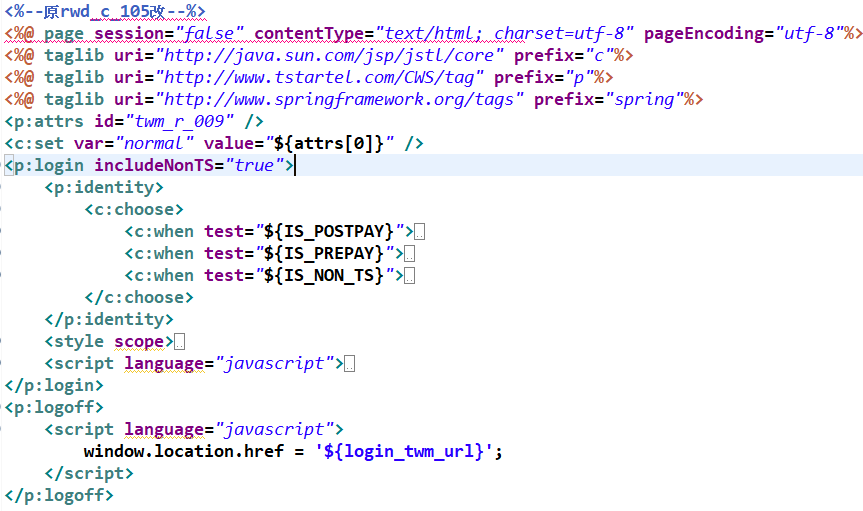 <%--原rwd_c_105改--%>
<%@ page session="false" contentType="text/html; charset=utf-8" pageEncoding="utf-8"%>
<%@ taglib uri="http://java.sun.com/jsp/jstl/core" prefix="c"%>
<%@ taglib uri="http://www.tstartel.com/CWS/tag" prefix="p"%>
<%@ taglib uri="http://www.springframework.org/tags" prefix="spring"%>
<p:attrs id="twm_r_009" />
<c:set var="normal" value="${attrs[0]}" />
<p:login includeNonTS="true">
<p:identity>
<c:choose>
<c:when test="${IS_POSTPAY}">
<c:when test="${IS_PREPAY}">
<c:when test="${IS_NON_TS}">
</c:choose>
</p:identity>
<style scope>
<script language="javascript">
</p:login>
<p:logoff>
<script language="javascript">
window.location.href = '${login_twm_url}';
</script>
</p:logoff>